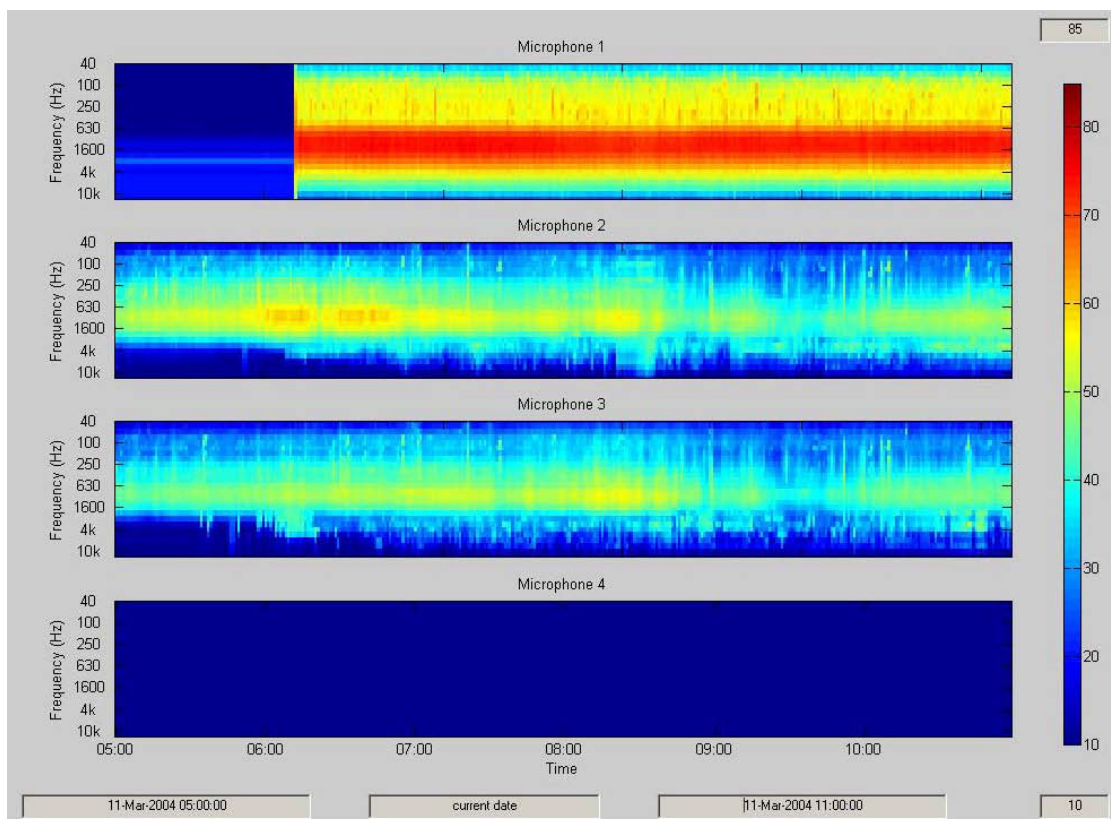 85
Microphone 1
Frequency (Hz)
40
100
250
630
1600
4k
10k
Microphone 2
Frequency (Hz)
40
100
250
630
1600
4k
10k
Microphone 3
Frequency (Hz)
40
100
250
630
1600
4k
10k
Microphone 4
Frequency (Hz)
40
100
250
630
1600
4k
10k
05:00 06:00 07:00 08:00 09:00 10:00
Time
80
70
60
50
40
30
20
10
11-Mar-2004 05:00:00 current date 11-Mar-2004 11:00:00 10